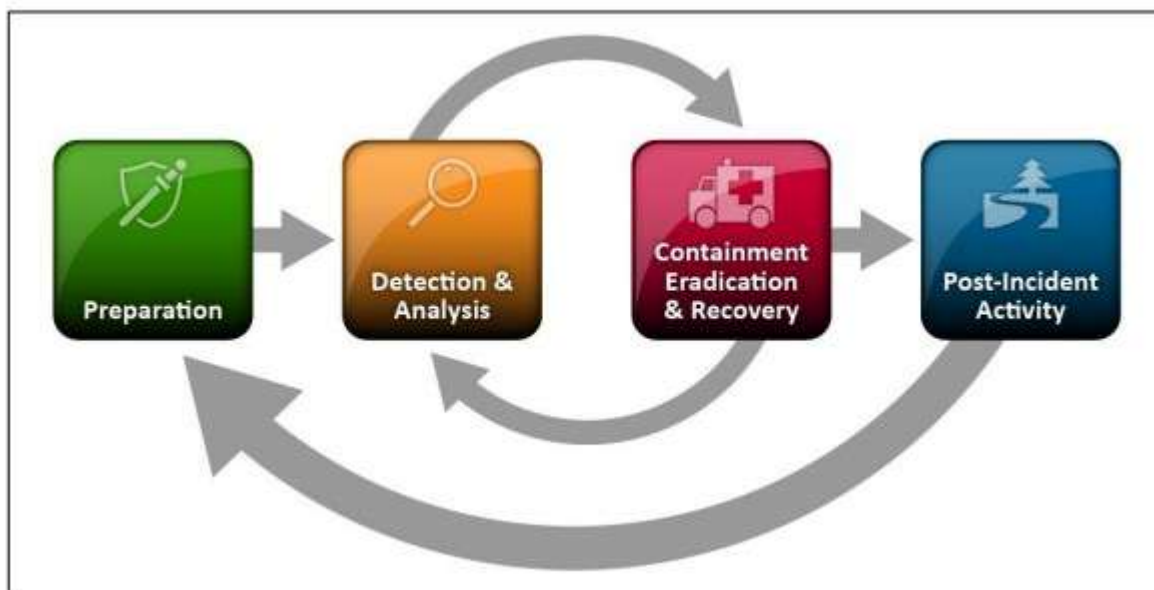 Preparation
Detection &
Analysis
Containment
Eradication
& Recovery
Post-Incident
Activity